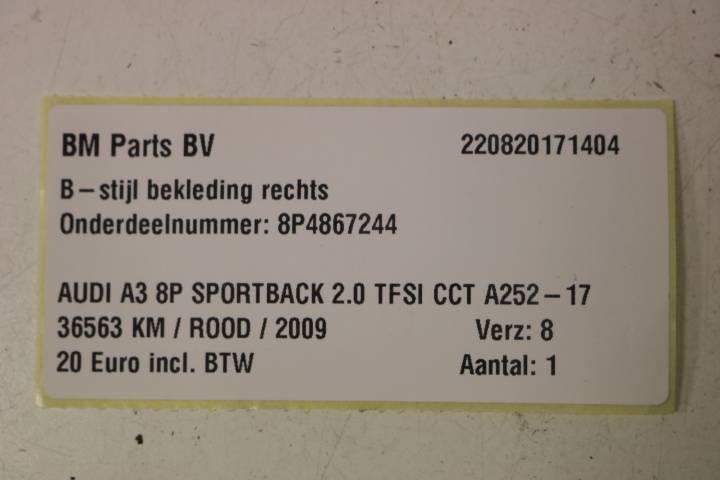 BM Parts BV 220820171404
B-stijl bekleding rechts
Onderdeelnummer: 8P4867244
AUDI A3 8P SPORTBACK 2.0 TFSI CCT A252-17
36563 KM / ROOD / 2009 Verz: 8
20 Euro incl. BTW Aantal: 1